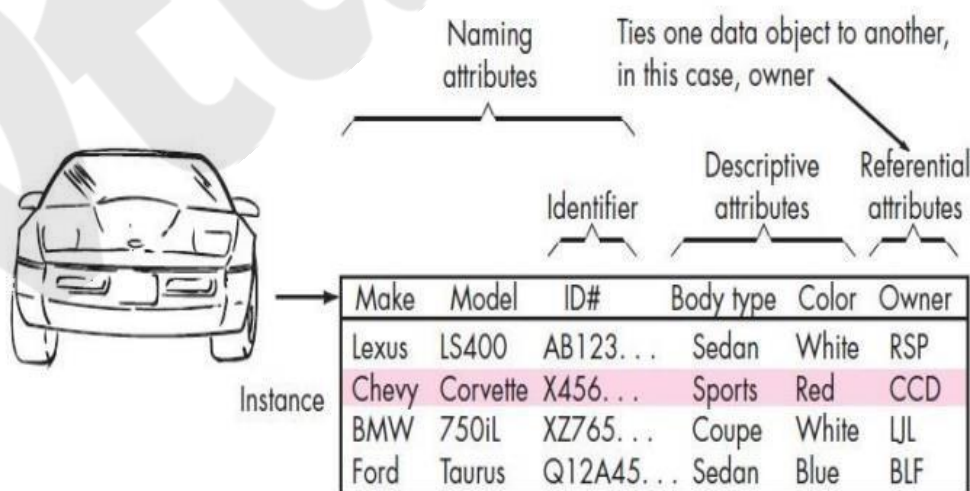 Naming attributes
Ties one data object to another,
in this case, owner
Identifier
Descriptive attributes
Referential attributes
Make Model ID# Body type Color Owner
Lexus LS400 AB123... Sedan White RSP
Instance
Chevy Corvette X456... Sports Red CCD
BMW 750iL XZ765... Coupe White LJL
Ford Taurus Q12A45... Sedan Blue BLF